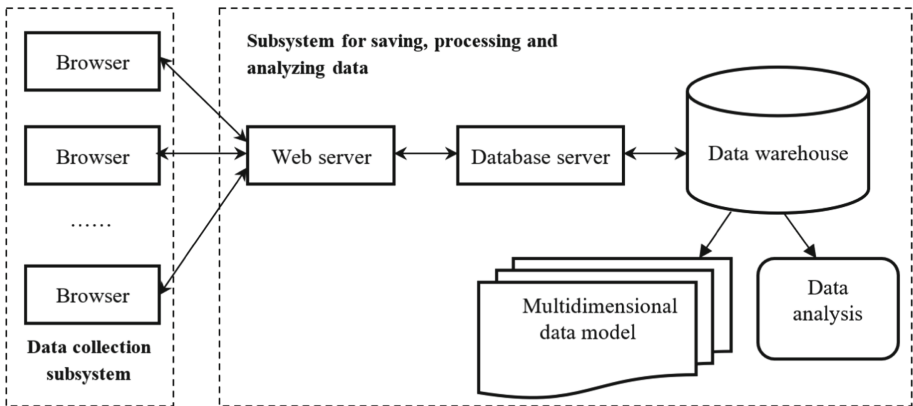 Browser
Browser
......
Browser
Data collection
subsystem
Subsystem for saving, processing and
analyzing data
Web server
Database server
Data warehouse
Multidimensional
data model
Data
analysis